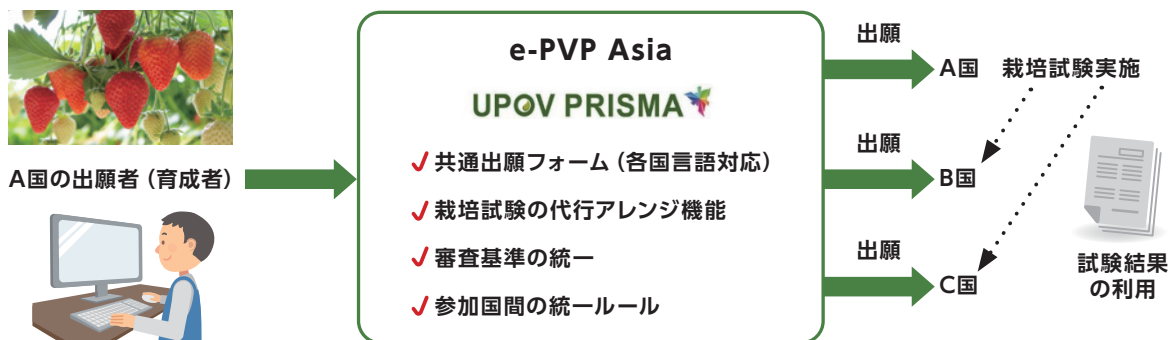 A国の出願者（育成者）
e-PVP Asia
UPOV PRISMA
共通出願フォーム（各国言語対応）
栽培試験の代行アレンジ機能
審査基準の統一
参加国間の統一ルール
出願
A国 栽培試験実施
出願
B国
出願
C国
試験結果
の利用